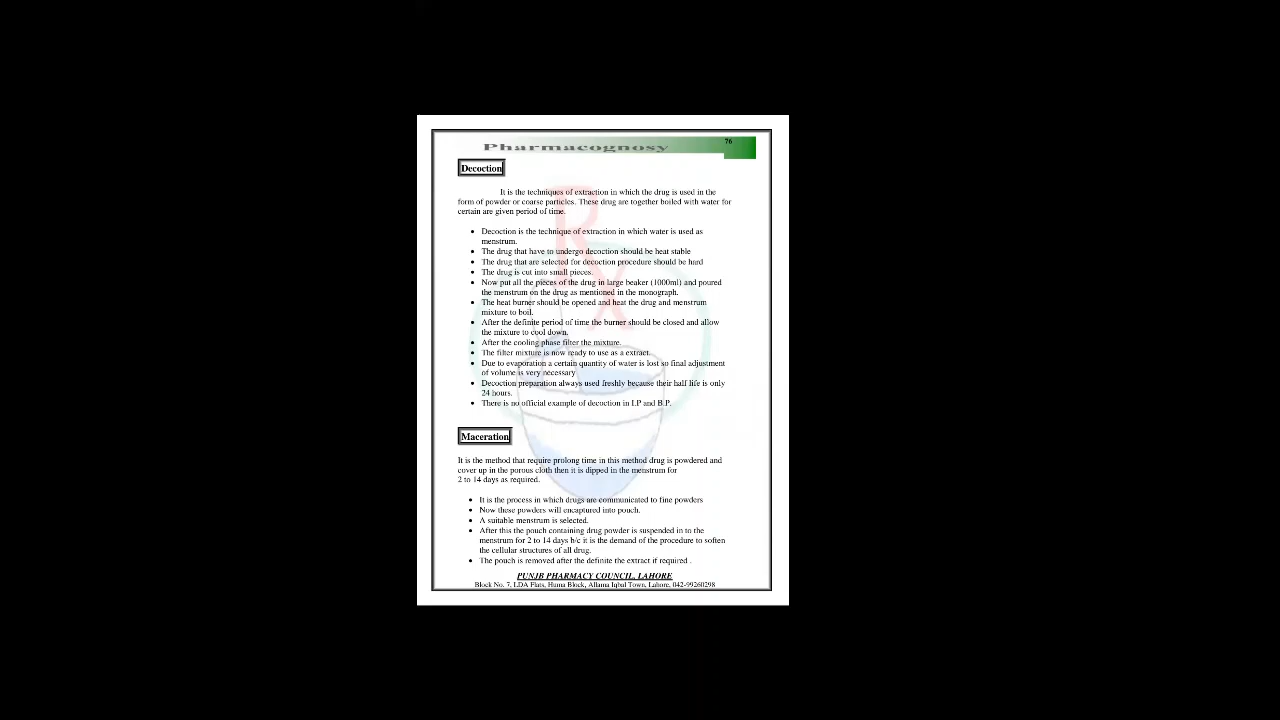 Pharmacognosy
76
Decoction
It is the techniques of extraction in which the drug is used in the
form of powder or coarse particles. These drug are together boiled with water for
certain are given period of time.
• Decoction is the technique of extraction in which water is used as
menstrum.
• The drug that have to undergo decoction should be heat stable
• The drug that are selected for decoction procedure should be hard
• The drug is cut into small pieces.
• Now put all the pieces of the drug in large beaker (1000ml) and poured
the menstrum on the drug as mentioned in the monograph.
• The heat burner should be opened and heat the drug and menstrum
mixture to boil.
• After the definite period of time the burner should be closed and allow
the mixture to cool down.
• After the cooling phase filter the mixture.
• The filter mixture is now ready to use as a extract.
• Due to evaporation a certain quantity of water is lost so final adjustment
of volume is very necessary
• Decoction preparation always used freshly because their half life is only
24 hours.
• There is no official example of decoction in I.P and B.P.
Maceration
It is the method that require prolong time in this method drug is powdered and
cover up in the porous cloth then it is dipped in the menstrum for
2 to 14 days as required.
• It is the process in which drugs are communicated to fine powders
• Now these powders will encaptured into pouch.
• A suitable menstrum is selected.
• After this the pouch containing drug powder is suspended in to the
menstrum for 2 to 14 days b/c it is the demand of the procedure to soften
the cellular structures of all drug.
• The pouch is removed after the definite the extract if required .
PUNJB PHARMACY COUNCIL, LAHORE
Block No. 7, LDA Flats, Huma Block, Allama Iqbal Town, Lahore, 042-99260298
Rx